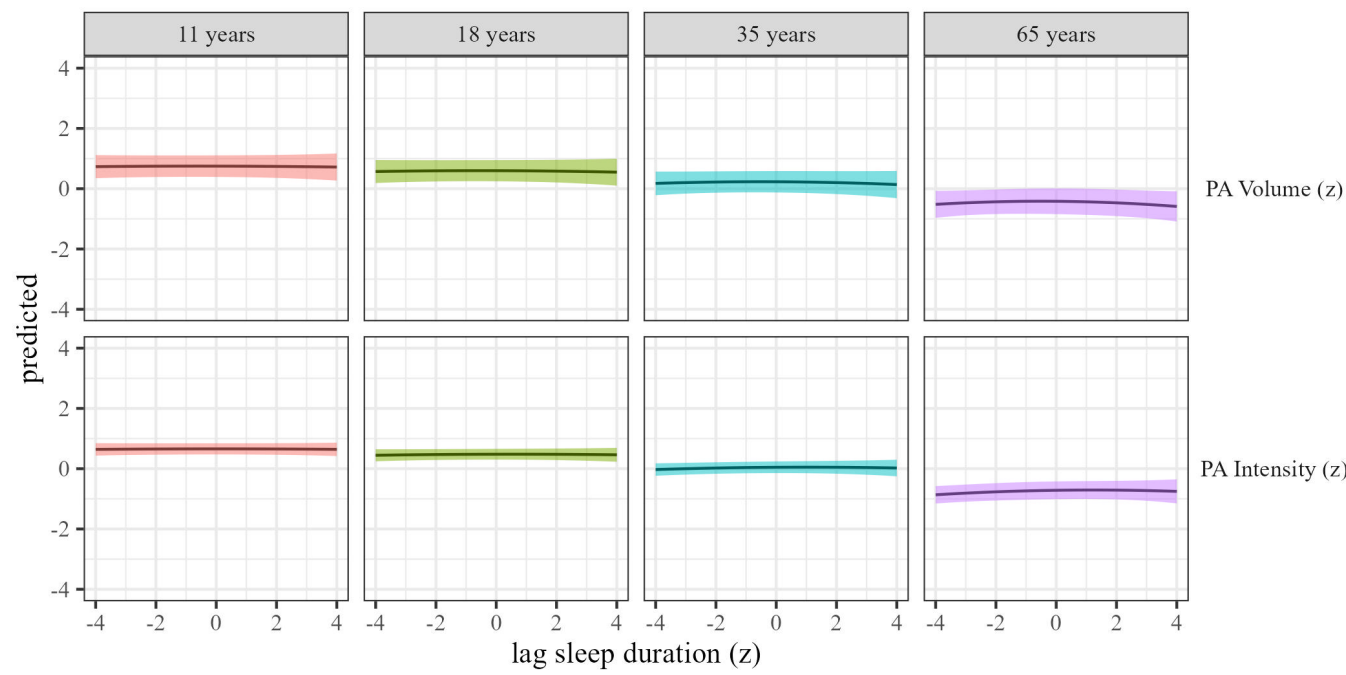 11 years 18 years 35 years 65 years
4
2
0
-2
-4
PA Volume (z)
predicted
4
2
0
-2
-4
PA Intensity (z)
-4 -2 0 2 4 -4 -2 0 2 4 -4 -2 0 2 4 -4 -2 0 2 4
lag sleep duration (z)